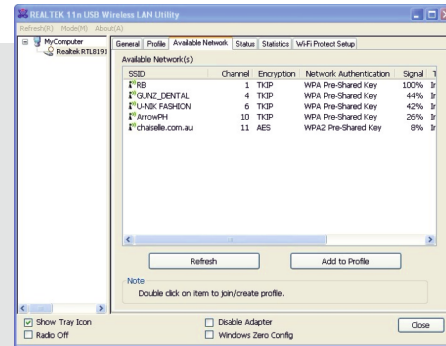 REALTEK 11n USB Wireless LAN Utility
Refresh(R) Mode(M) About(A)
MyComputer
Realtek RTL8191
General Profile Available Network Status Statistics Wi-Fi Protect Setup
Available Network(s)
SSID Channel Encryption Network Authentication Signal T
RB 1 TKIP WPA Pre-Shared Key 100% In
GUNZ_DENTAL 4 TKIP WPA Pre-Shared Key 44% In
U-NIK FASHION 6 TKIP WPA Pre-Shared Key 42% In
ArrowPH 10 TKIP WPA Pre-Shared Key 26% In
chaiselle.com.au 11 AES WPA2 Pre-Shared Key 8% In
Refresh Add to Profile
Note
Double click on item to join/create profile.
Show Tray Icon Disable Adapter Close
Radio Off Windows Zero Config